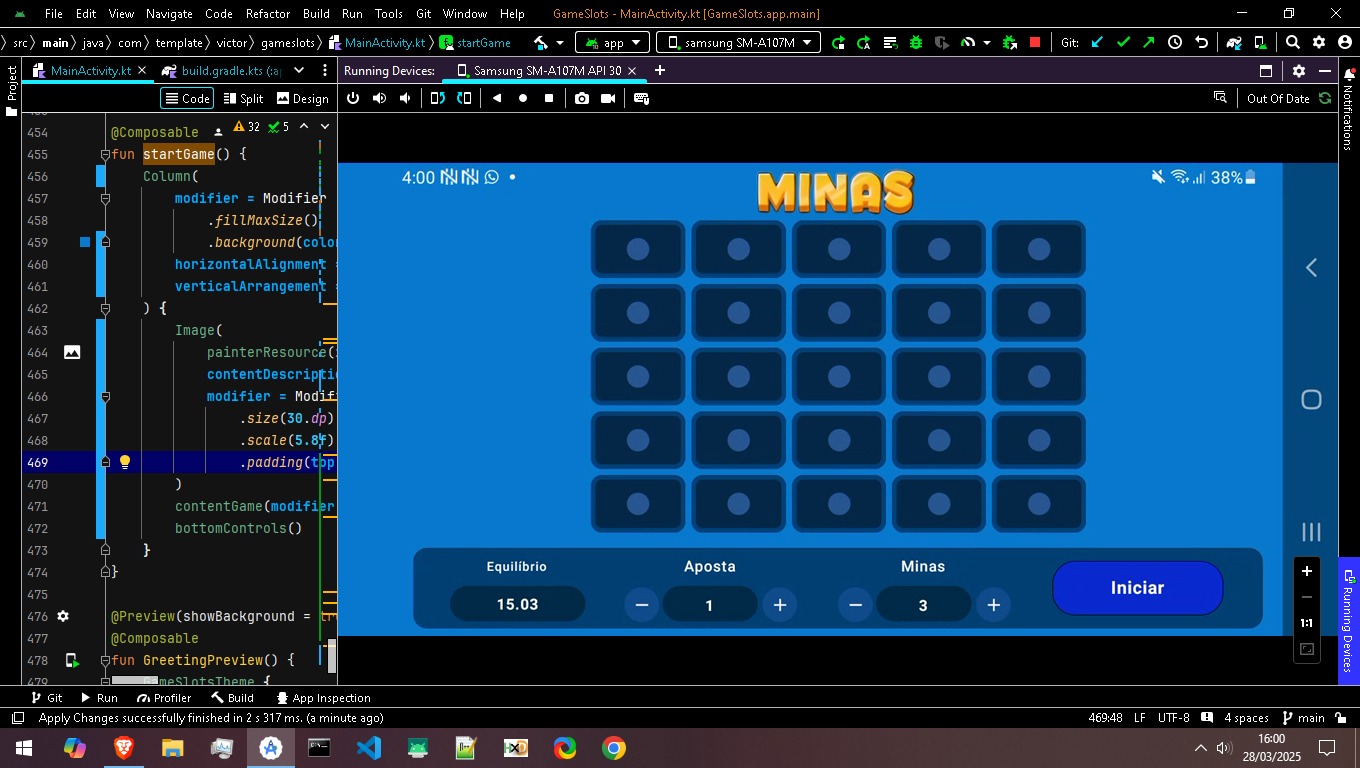 File Edit View Navigate Code Refactor Build Run Tools Git Window Help GameSlots - MainActivity.kt [GameSlots.app.main]
src main java com template victor gameslots MainActivity.kt startGame app samsung SM-A107M Git:
Project MainActivity.kt build.gradle.kts (:a Running Devices: Samsung SM-A107M API 30
Code Split Design Out Of Date
Notifications
454 @Composable 32 5
455 fun startGame() {
456 Column(
457 modifier = Modifier
458 .fillMaxSize()
459 .background(colo
460 horizontalAlignment =
461 verticalArrangement =
462 ) {
463 Image(
464 painterResource(
465 contentDescripti
466 modifier = Modif
467 .size(30.dp)
468 .scale(5.8f)
469 .padding(top
470 )
471 contentGame(modifier
472 bottomControls()
473 }
474 }
475
476 @Preview(showBackground = tr
477 @Composable
478 fun GreetingPreview() {
479 GameSlotsTheme {
4:00 38%
MINAS
Equilíbrio Aposta Minas
15.03 − 1 + − 3 + Iniciar
+
−
1:1
Running Devices
Git Run Profiler Build App Inspection
Apply Changes successfully finished in 2 s 317 ms. (a minute ago) 469:48 LF UTF-8 4 spaces main
16:00
28/03/2025